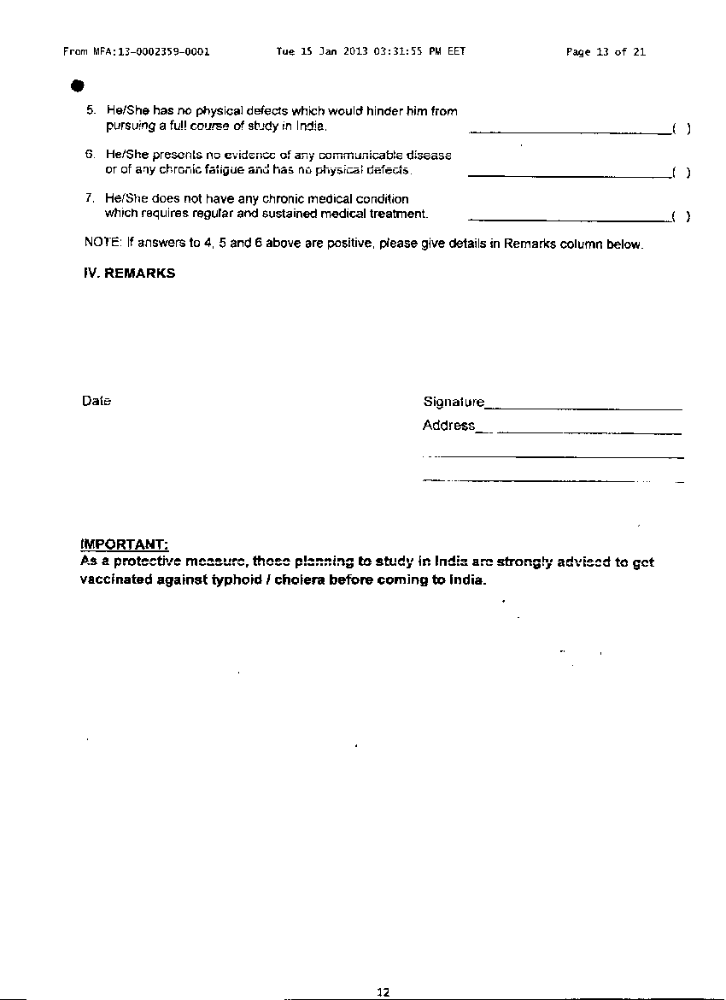 From MFA:13-0002359-0001 Tue 15 Jan 2013 03:31:55 PM EET Page 13 of 21
5. He/She has no physical defects which would hinder him from
pursuing a full course of study in India. ____________________( )
6. He/She presents no evidence of any communicable disease
or of any chronic fatigue and has no physical defects. ____________________( )
7. He/She does not have any chronic medical condition
which requires regular and sustained medical treatment. ____________________( )
NOTE: If answers to 4, 5 and 6 above are positive, please give details in Remarks column below.
IV. REMARKS
Date Signature____________________
Address____________________
IMPORTANT:
As a protective measure, those planning to study in India are strongly advised to get
vaccinated against typhoid / cholera before coming to India.
12